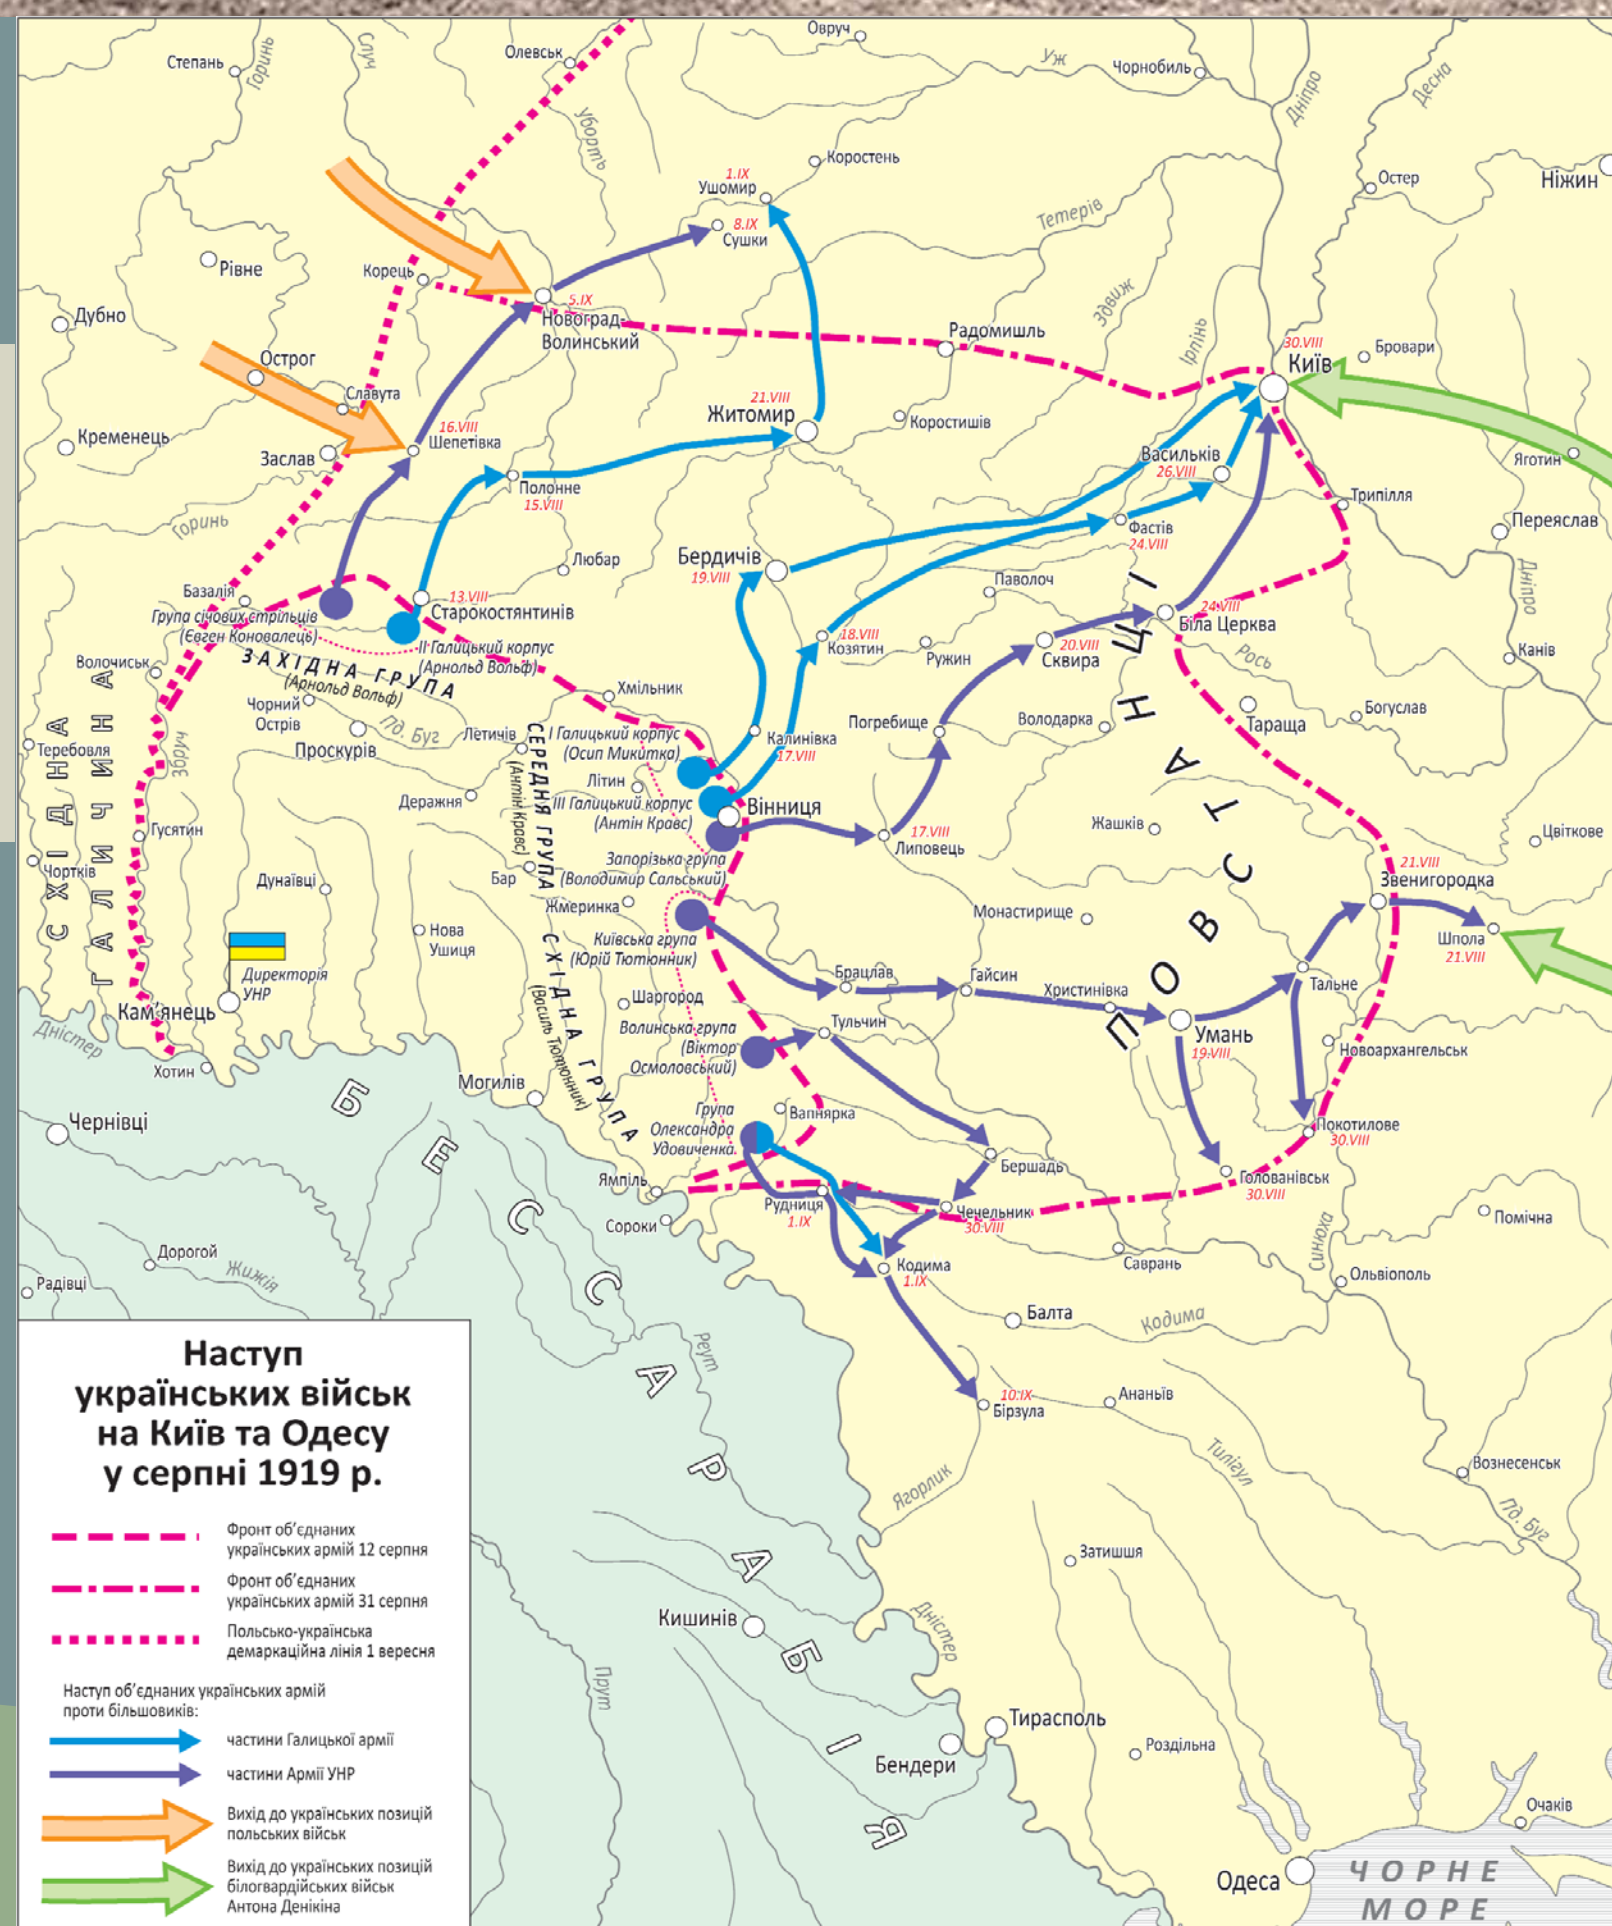 Овруч
Олевськ
Степань
Горинь
Случ
Уж
Чорнобиль
Дніпро
Десна
Уборть
Коростень
1.IX
Ушомир
8.IX
Сушки
Остер
Ніжин
Тетерів
Рівне
Корець
5.IX
Новоград-
Волинський
Здвиж
Дубно
Радомишль
Ірпінь
30.VIII
Київ
Бровари
Острог
Славута
21.VIII
Житомир
Коростишів
16.VIII
Шепетівка
Кременець
Заслав
Васильків
26.VIII
Яготин
Полонне
15.VIII
Трипілля
Горинь
Фастів
24.VIII
Переяслав
Любар
Бердичів
19.VIII
Паволоч
Дніпро
Базалія
13.VIII
Старокостянтинів
Група січових стрільців
(Євген Коновалець)
24.VIII
Біла Церква
18.VIII
Козятин
Ружин
20.VIII
Сквира
Рось
Канів
ІІ Галицький корпус
(Арнольд Вольф)
Волочиськ
ЗАХІДНА ГРУПА
(Арнольд Вольф)
Хмільник
Чорний
Острів
Тараща
Богуслав
Пд. Буг
Летичів
І Галицький корпус
(Осип Микитка)
Калинівка
17.VIII
Погребище
Володарка
Теребовля
Збруч
Проскурів
Літин
СЕРЕДНЯ ГРУПА
(Антін Кравс)
Деражня
ІІІ Галицький корпус
(Антін Кравс)
Вінниця
17.VIII
Липовець
Жашків
Цвіткове
Гусятин
СХІДНА
ГАЛИЧИНА
Чортків
Запорізька група
(Володимир Сальський)
21.VIII
Звенигородка
Дунаївці
Бар
Жмеринка
Монастирище
Нова
Ушиця
Київська група
(Юрій Тютюнник)
Шпола
21.VIII
ПОВСТАНЦІ
Директорія
УНР
Брацлав
Гайсин
Христинівка
Тальне
СХІДНА ГРУПА
(Василь Тютюнник)
Шаргород
Кам'янець
Дністер
Волинська група
(Віктор
Осмоловський)
Тульчин
Умань
19.VIII
Новоархангельськ
Хотин
Могилів
Чернівці
Група
Олександра
Удовиченка
Вапнярка
Покотилове
30.VIII
Бершадь
Ямпіль
Голованівськ
30.VIII
Рудниця
1.IX
Чечельник
30.VIII
Помічна
Сороки
Синюха
Дорогой
Жижія
Кодима
1.IX
Саврань
Ольвіополь
Радівці
Балта
Кодима
БЕССАРАБІЯ
Реут
10.IX
Бірзула
Ананьїв
Тилігул
Вознесенськ
Ягорлик
Пд. Буг
Затишшя
Кишинів
Дністер
Прут
Тирасполь
Бендери
Роздільна
Очаків
Одеса
ЧОРНЕ
МОРЕ
Наступ
українських військ
на Київ та Одесу
у серпні 1919 р.
Фронт об'єднаних
українських армій 12 серпня
Фронт об'єднаних
українських армій 31 серпня
Польсько-українська
демаркаційна лінія 1 вересня
Наступ об'єднаних українських армій
проти більшовиків:
частини Галицької армії
частини Армії УНР
Вихід до українських позицій
польських військ
Вихід до українських позицій
білогвардійських військ
Антона Денікіна